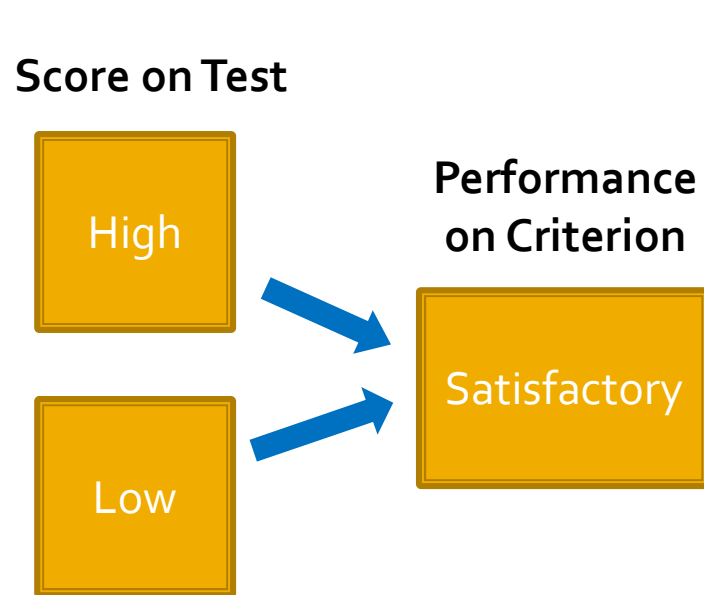 Score on Test
High
Low
Performance
on Criterion
Satisfactory